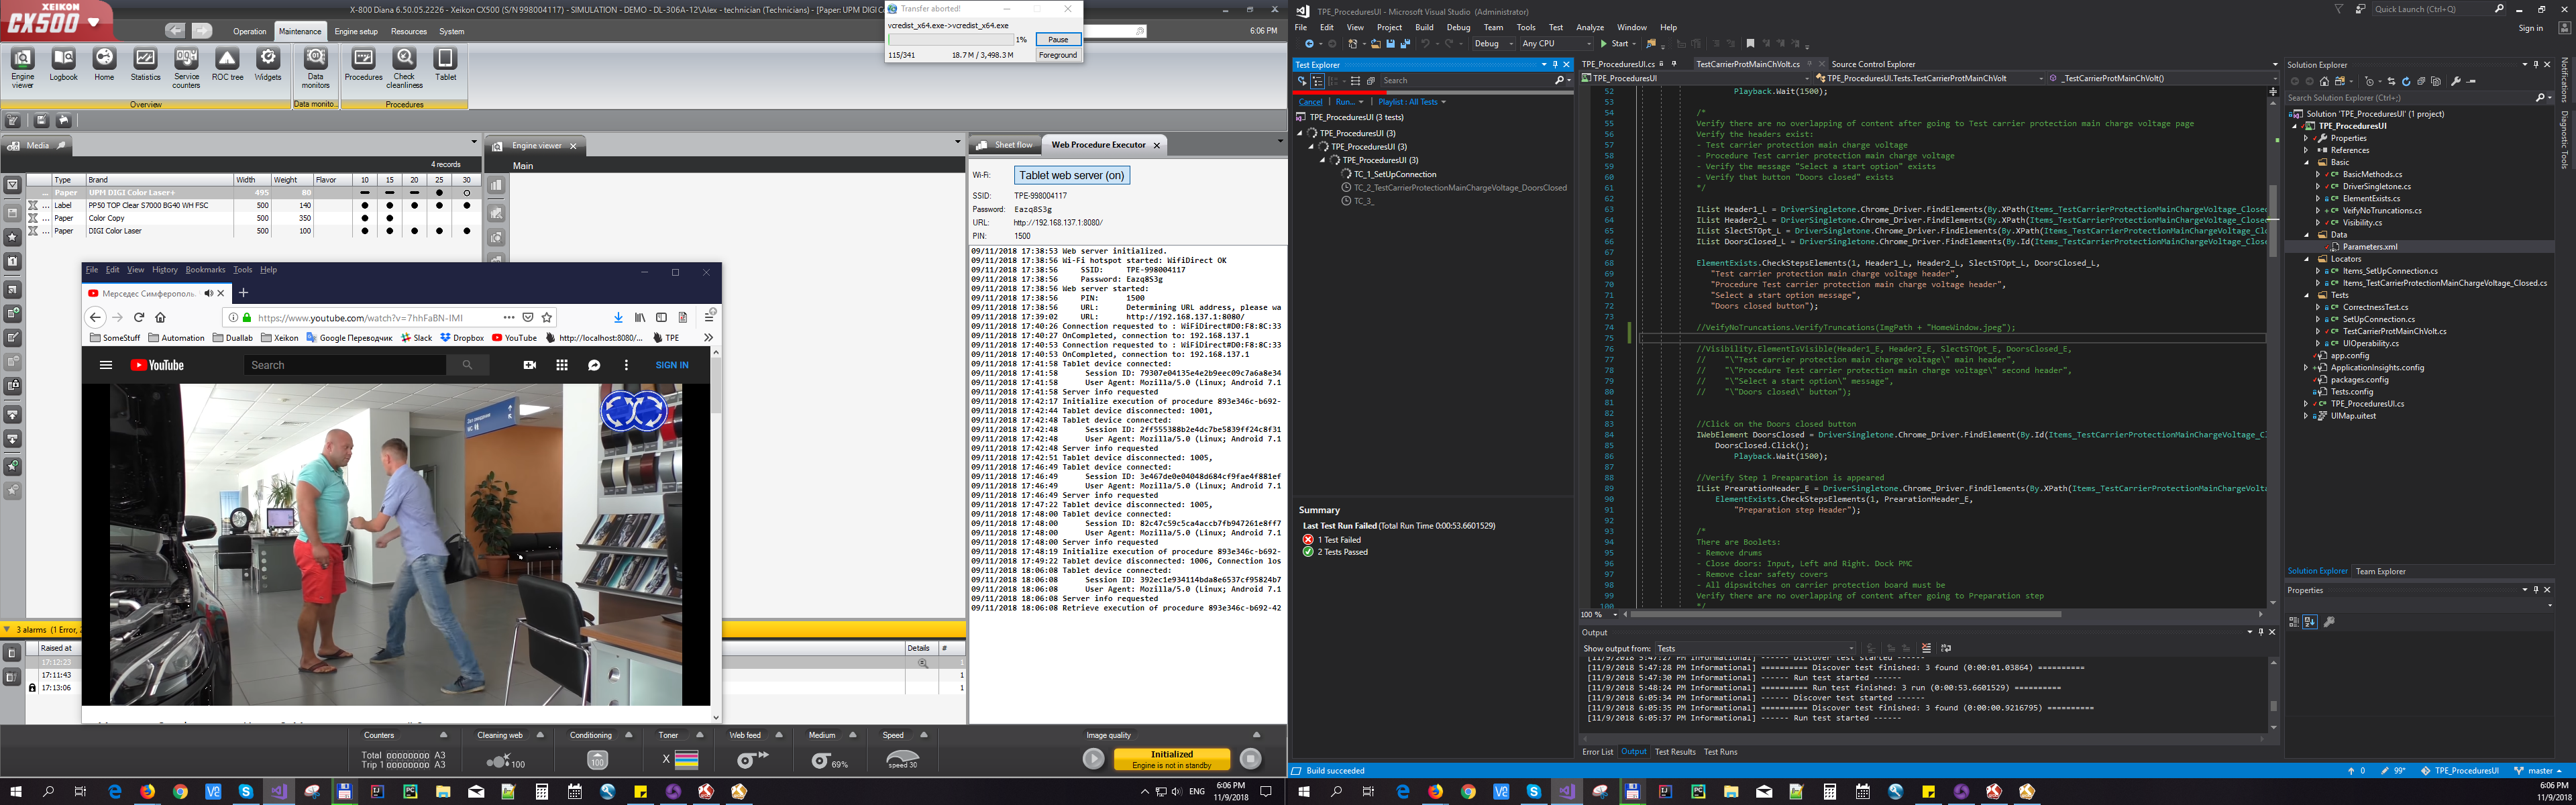 XEIKON
CX500
X-800 Diana 6.50.05.2226 - Xeikon CX500 (S/N 998004117) - SIMULATION - DEMO - DL-306A-12\Alex - technician (Technicians) - [Paper: UPM DIGI C
Operation Maintenance Engine setup Resources System
6:06 PM
Engine viewer
Logbook
Home
Statistics
Service counters
ROC tree
Widgets
Data monitors
Procedures
Check cleanliness
Tablet
Overview
Data monito...
Procedures
Transfer aborted!
vcredist_x64.exe->vcredist_x64.exe
1%
Pause
115/341
18.7 M / 3,498.3 M
Foreground
Media
4 records
Type Brand Width Weight Flavor 10 15 20 25 30
... Paper UPM DIGI Color Laser+ 495 80
... Label PP50 TOP Clear S7000 BG40 WH FSC 500 140
... Paper Color Copy 500 350
... Paper DIGI Color Laser 500 100
Engine viewer
Main
Sheet flow
Web Procedure Executor
Wi-Fi: Tablet web server (on)
SSID: TPE-998004117
Password: Eazq8S3g
URL: http://192.168.137.1:8080/
PIN: 1500
09/11/2018 17:38:53 Web server initialized.
09/11/2018 17:38:56 Wi-Fi hotspot started: WifiDirect OK
09/11/2018 17:38:56 SSID: TPE-998004117
09/11/2018 17:38:56 Password: Eazq8S3g
09/11/2018 17:38:56 Web server started:
09/11/2018 17:38:56 PIN: 1500
09/11/2018 17:38:56 URL: Determining URL address, please wa
09/11/2018 17:39:02 URL: http://192.168.137.1:8080/
09/11/2018 17:40:26 Connection requested to : WiFiDirect#D0:F8:8C:33
09/11/2018 17:40:27 OnCompleted, connection to: 192.168.137.1
09/11/2018 17:40:53 Connection requested to : WiFiDirect#D0:F8:8C:33
09/11/2018 17:40:53 OnCompleted, connection to: 192.168.137.1
09/11/2018 17:41:58 Tablet device connected:
09/11/2018 17:41:58 Session ID: 79307e04135e4e2b9eec09c7a6a8e34
09/11/2018 17:41:58 User Agent: Mozilla/5.0 (Linux; Android 7.1
09/11/2018 17:41:58 Server info requested
09/11/2018 17:42:17 Initialize execution of procedure 893e346c-b692-
09/11/2018 17:42:44 Tablet device disconnected: 1001,
09/11/2018 17:42:48 Tablet device connected:
09/11/2018 17:42:48 Session ID: 2ff555388b2e4dc7be5839ff24c8f31
09/11/2018 17:42:48 User Agent: Mozilla/5.0 (Linux; Android 7.1
09/11/2018 17:42:48 Server info requested
09/11/2018 17:42:51 Tablet device disconnected: 1005,
09/11/2018 17:46:49 Tablet device connected:
09/11/2018 17:46:49 Session ID: 3e467de0e04048d684cf9fae4f881ef
09/11/2018 17:46:49 User Agent: Mozilla/5.0 (Linux; Android 7.1
09/11/2018 17:46:49 Server info requested
09/11/2018 17:47:22 Tablet device disconnected: 1005,
09/11/2018 17:48:00 Tablet device connected:
09/11/2018 17:48:00 Session ID: 82c47c59c5ca4accb7fb947261e8ff7
09/11/2018 17:48:00 User Agent: Mozilla/5.0 (Linux; Android 7.1
09/11/2018 17:48:00 Server info requested
09/11/2018 17:48:19 Initialize execution of procedure 893e346c-b692-
09/11/2018 17:49:22 Tablet device disconnected: 1006, Connection los
09/11/2018 18:06:08 Tablet device connected:
09/11/2018 18:06:08 Session ID: 392ec1e934114bda8e6537cf95824b7
09/11/2018 18:06:08 User Agent: Mozilla/5.0 (Linux; Android 7.1
09/11/2018 18:06:08 Server info requested
09/11/2018 18:06:08 Retrieve execution of procedure 893e346c-b692-42
File Edit View History Bookmarks Tools Help
Мерседес Симферополь.
https://www.youtube.com/watch?v=7hhFaBN-IMI
SomeStuff Automation Duallab Xeikon Google Переводчик Slack Dropbox YouTube http://localhost:8080/... TPE
YouTube
Search
SIGN IN
3 alarms (1 Error, 2
Raised at
Details #
17:12:23 1
17:11:43 1
17:13:06 1
Counters
Total 00000000 A3
Trip 1 00000000 A3
Cleaning web
100
Conditioning
100
Toner
X
Web feed
Medium
69%
Speed
speed 30
Image quality
Initialized
Engine is not in standby
6:06 PM
11/9/2018
TPE_ProceduresUI - Microsoft Visual Studio (Administrator)
Quick Launch (Ctrl+Q)
File Edit View Project Build Debug Team Tools Test Analyze Window Help
Sign in
Debug Any CPU Start
Test Explorer
Search
Cancel Run... Playlist : All Tests
TPE_ProceduresUI (3 tests)
TPE_ProceduresUI (3)
TPE_ProceduresUI (3)
TPE_ProceduresUI (3)
TC_1_SetUpConnection
TC_2_TestCarrierProtectionMainChargeVoltage_DoorsClosed
TC_3_
Summary
Last Test Run Failed (Total Run Time 0:00:53.6601529)
1 Test Failed
2 Tests Passed
TPE_ProceduresUI.cs TestCarrierProtMainChVolt.cs Source Control Explorer
TPE_ProceduresUI TPE_ProceduresUI.Tests.TestCarrierProtMainChVolt _TestCarrierProtMainChVolt()
52 Playback.Wait(1500);
53
54 /*
55 Verify there are no overlapping of content after going to Test carrier protection main charge voltage page
56 Verify the headers exist:
57 - Test carrier protection main charge voltage
58 - Procedure Test carrier protection main charge voltage
59 - Verify the message "Select a start option" exists
60 - Verify that button "Doors closed" exists
61 */
62
63 IList Header1_L = DriverSingletone.Chrome_Driver.FindElements(By.XPath(Items_TestCarrierProtectionMainChargeVoltage_Closed
64 IList Header2_L = DriverSingletone.Chrome_Driver.FindElements(By.XPath(Items_TestCarrierProtectionMainChargeVoltage_Closed
65 IList SlectSTOpt_L = DriverSingletone.Chrome_Driver.FindElements(By.XPath(Items_TestCarrierProtectionMainChargeVoltage_Clo
66 IList DoorsClosed_L = DriverSingletone.Chrome_Driver.FindElements(By.Id(Items_TestCarrierProtectionMainChargeVoltage_Close
67
68 ElementExists.CheckStepsElements(1, Header1_L, Header2_L, SlectSTOpt_L, DoorsClosed_L,
69 "Test carrier protection main charge voltage header",
70 "Procedure Test carrier protection main charge voltage header",
71 "Select a start option message",
72 "Doors closed button");
73
74 //VeifyNoTruncations.VerifyTruncations(ImgPath + "HomeWindow.jpeg");
75
76 //Visibility.ElementIsVisible(Header1_E, Header2_E, SlectSTOpt_E, DoorsClosed_E,
77 // "\"Test carrier protection main charge voltage\" main header",
78 // "\"Procedure Test carrier protection main charge voltage\" second header",
79 // "\"Select a start option\" message",
80 // "\"Doors closed\" button");
81
82
83 //Click on the Doors closed button
84 IWebElement DoorsClosed = DriverSingletone.Chrome_Driver.FindElement(By.Id(Items_TestCarrierProtectionMainChargeVoltage_Cl
85 DoorsClosed.Click();
86 Playback.Wait(1500);
87
88 //Verify Step 1 Preaparation is appeared
89 IList PrearationHeader_E = DriverSingletone.Chrome_Driver.FindElements(By.XPath(Items_TestCarrierProtectionMainChargeVolta
90 ElementExists.CheckStepsElements(1, PrearationHeader_E,
91 "Preparation step Header");
92
93 /*
94 There are Boolets:
95 - Remove drums
96 - Close doors: Input, Left and Right. Dock PMC
97 - Remove clear safety covers
98 - All dipswitches on carrier protection board must be
99 Verify there are no overlapping of content after going to Preparation step
100 */
100 %
Output
Show output from: Tests
[11/9/2018 5:47:27 PM Informational] ------ Discover test started ------
[11/9/2018 5:47:28 PM Informational] ========== Discover test finished: 3 found (0:00:01.03864) ==========
[11/9/2018 5:47:30 PM Informational] ------ Run test started ------
[11/9/2018 5:48:24 PM Informational] ========== Run test finished: 3 run (0:00:53.6601529) ==========
[11/9/2018 6:05:34 PM Informational] ------ Discover test started ------
[11/9/2018 6:05:35 PM Informational] ========== Discover test finished: 3 found (0:00:00.9216795) ==========
[11/9/2018 6:05:37 PM Informational] ------ Run test started ------
Error List Output Test Results Test Runs
Solution Explorer
Search Solution Explorer (Ctrl+;)
Solution 'TPE_ProceduresUI' (1 project)
TPE_ProceduresUI
Properties
References
Basic
BasicMethods.cs
DriverSingletone.cs
ElementExists.cs
VeifyNoTruncations.cs
Visibility.cs
Data
Parameters.xml
Locators
Items_SetUpConnection.cs
Items_TestCarrierProtectionMainChargeVoltage_Closed.cs
Tests
CorrectnessTest.cs
SetUpConnection.cs
TestCarrierProtMainChVolt.cs
UIOperability.cs
app.config
ApplicationInsights.config
packages.config
Tests.config
TPE_ProceduresUI.cs
UIMap.uitest
Solution Explorer Team Explorer
Properties
Notifications
Diagnostic Tools
Build succeeded
0 99* TPE_ProceduresUI master
6:06 PM
11/9/2018